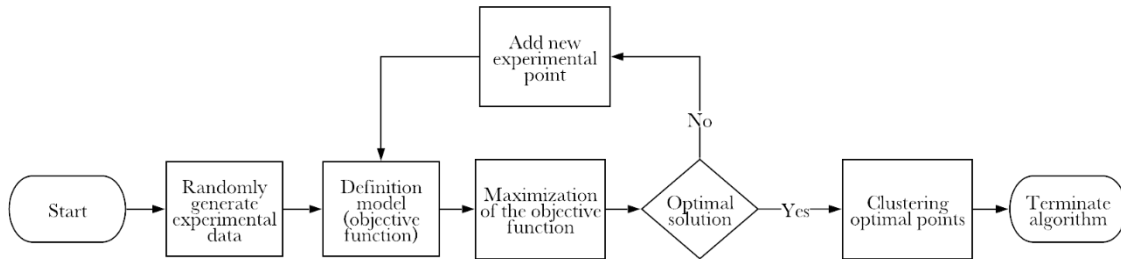 Add new
experimental
point
No
Start
Randomly
generate
experimental
data
Definition
model
(objective
function)
Maximization
of the objective
function
Optimal
solution
Yes
Clustering
optimal points
Terminate
algorithm